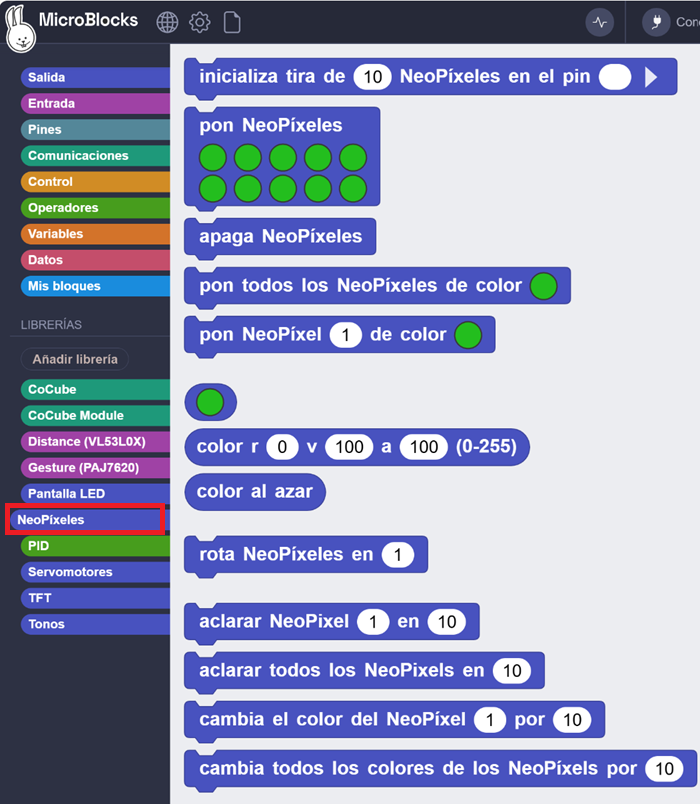 MicroBlocks
Con
Salida
Entrada
Pines
Comunicaciones
Control
Operadores
Variables
Datos
Mis bloques
LIBRERÍAS
Añadir librería
CoCube
CoCube Module
Distance (VL53L0X)
Gesture (PAJ7620)
Pantalla LED
NeoPíxeles
PID
Servomotores
TFT
Tonos
inicializa tira de 10 NeoPíxeles en el pin
pon NeoPíxeles
apaga NeoPíxeles
pon todos los NeoPíxeles de color
pon NeoPíxel 1 de color
color r 0 v 100 a 100 (0-255)
color al azar
rota NeoPíxeles en 1
aclarar NeoPixel 1 en 10
aclarar todos los NeoPixels en 10
cambia el color del NeoPíxel 1 por 10
cambia todos los colores de los NeoPíxels por 10